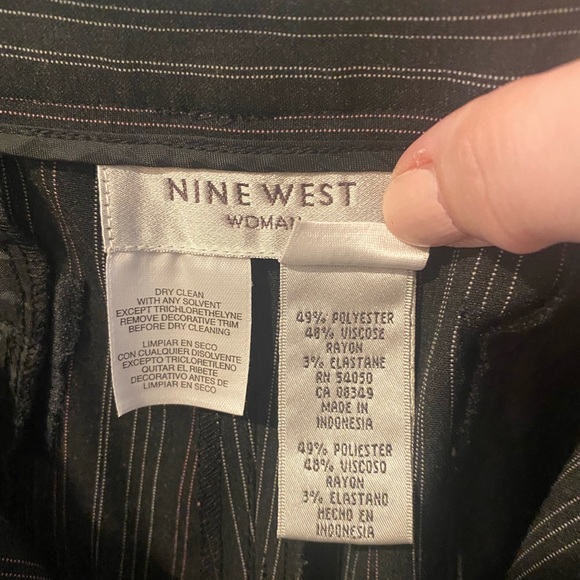 NINE WEST
WOMAN
DRY CLEAN
WITH ANY SOLVENT
EXCEPT TRICHLORETHELYNE
REMOVE DECORATIVE TRIM
BEFORE DRY CLEANING
LIMPIAR EN SECO
CON CUALQUIER DISOLVENTE
EXCEPTO TRICLORETILENO
QUITAR EL RIBETE
DECORATIVO ANTES DE
LIMPIAR EN SECO
49% POLYESTER
48% VISCOSE
RAYON
3% ELASTANE
RN 54050
CA 08349
MADE IN
INDONESIA
49% POLIESTER
48% VISCOSO
RAYON
3% ELASTANO
HECHO EN
INDONESIA